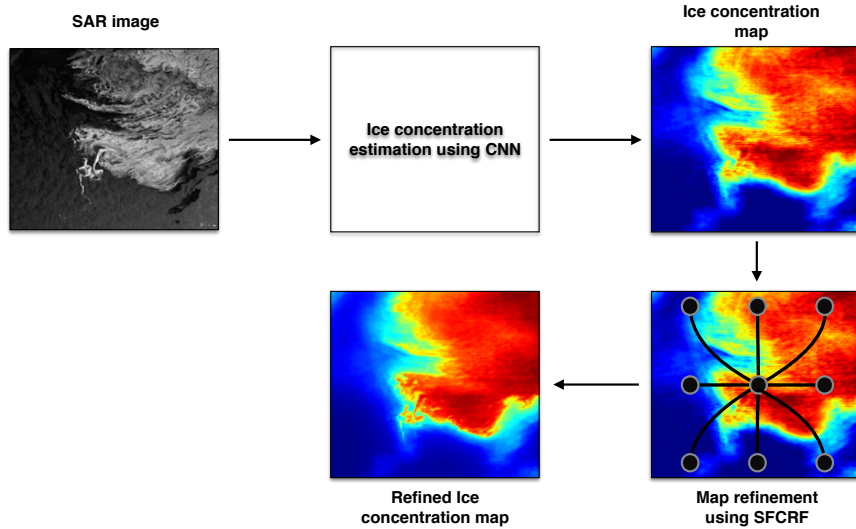 SAR image
Ice concentration
map
Ice concentration
estimation using CNN
Refined Ice
concentration map
Map refinement
using SFCRF